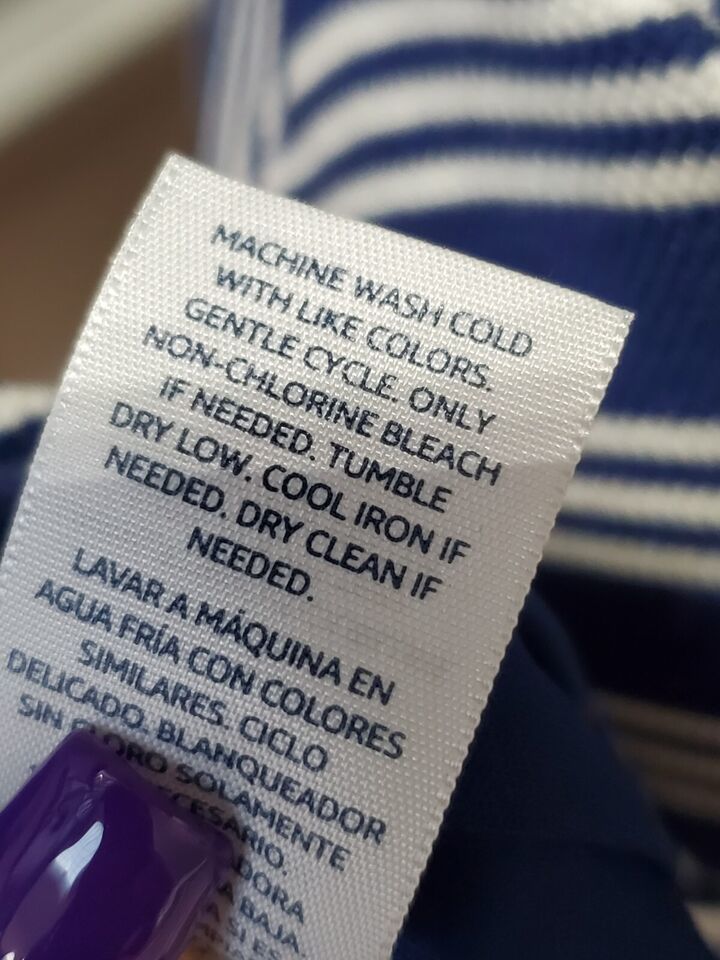 MACHINE WASH COLD
WITH LIKE COLORS.
GENTLE CYCLE. ONLY
NON-CHLORINE BLEACH
IF NEEDED. TUMBLE
DRY LOW. COOL IRON IF
NEEDED. DRY CLEAN IF
NEEDED.
LAVAR A MÁQUINA EN
AGUA FRÍA CON COLORES
SIMILARES. CICLO
DELICADO. BLANQUEADOR
SIN SOLAMENTE